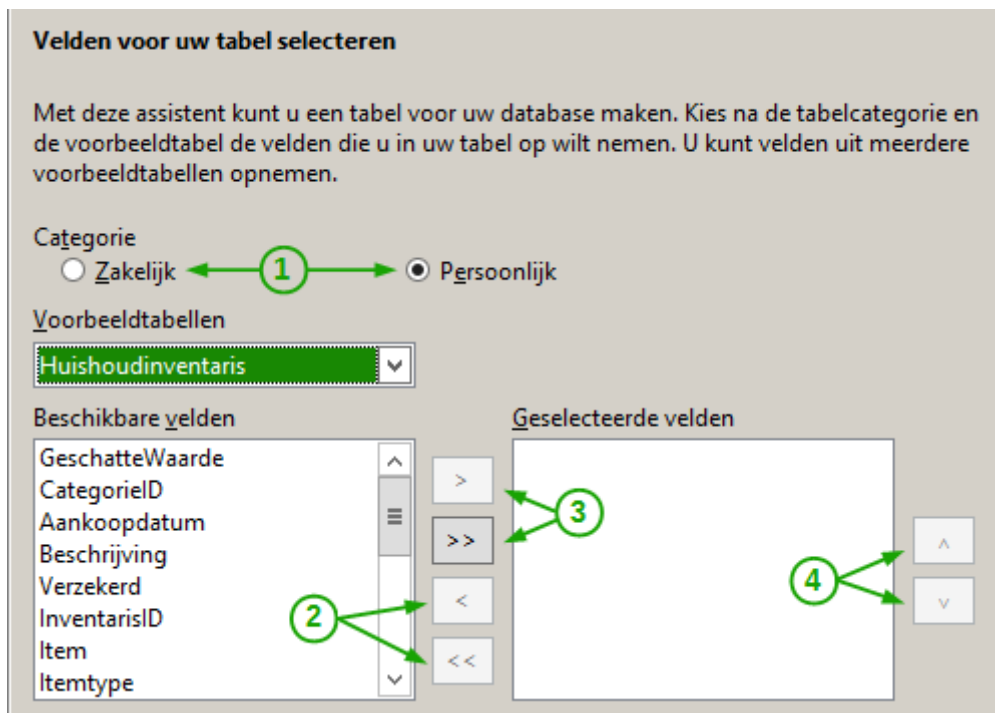 Velden voor uw tabel selecteren
Met deze assistent kunt u een tabel voor uw database maken. Kies na de tabelcategorie en
de voorbeeldtabel de velden die u in uw tabel op wilt nemen. U kunt velden uit meerdere
voorbeeldtabellen opnemen.
Categorie
Zakelijk 1 Persoonlijk
Voorbeeldtabellen
Huishoudinventaris
Beschikbare velden
GeschatteWaarde
CategorieID
Aankoopdatum
Beschrijving
Verzekerd
InventarisID
Item
Itemtype
>
>>
<
<<
2
3
Geselecteerde velden
4
^
v